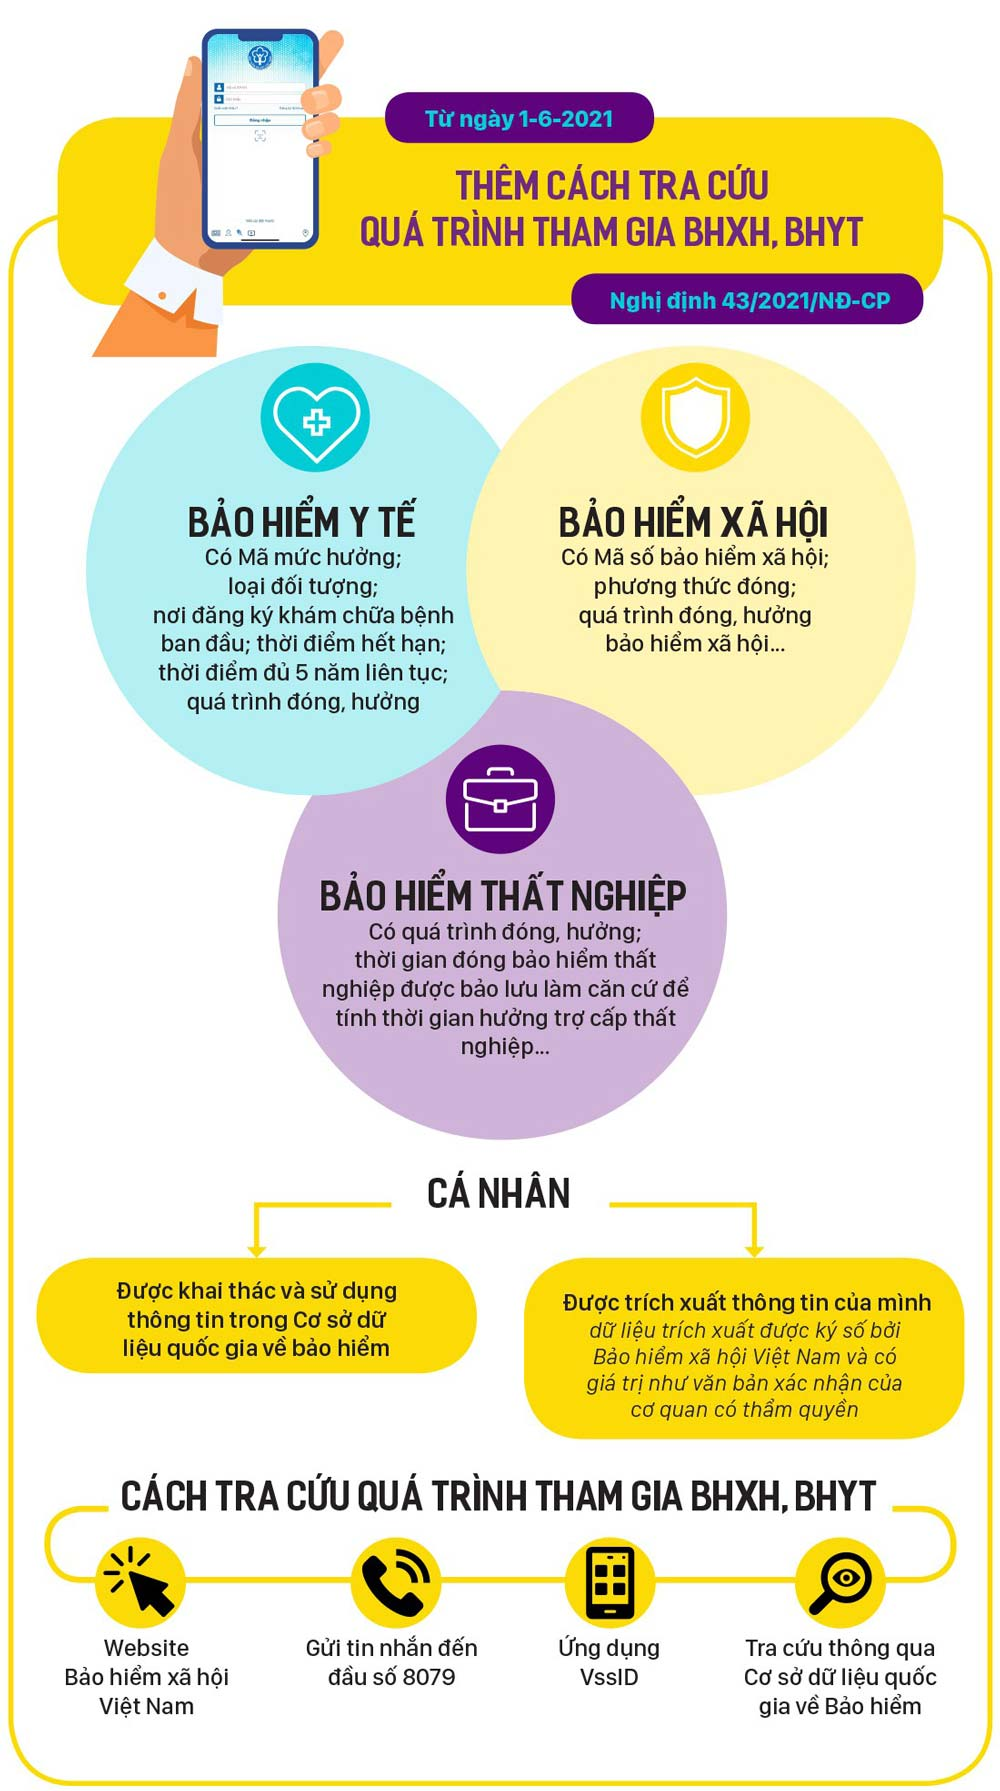 Từ ngày 1-6-2021
THÊM CÁCH TRA CỨU
QUÁ TRÌNH THAM GIA BHXH, BHYT
Nghị định 43/2021/NĐ-CP
Đăng nhập
BẢO HIỂM Y TẾ
Có Mã mức hưởng;
loại đối tượng;
nơi đăng ký khám chữa bệnh
ban đầu; thời điểm hết hạn;
thời điểm đủ 5 năm liên tục;
quá trình đóng, hưởng
BẢO HIỂM XÃ HỘI
Có Mã số bảo hiểm xã hội;
phương thức đóng;
quá trình đóng, hưởng
bảo hiểm xã hội...
BẢO HIỂM THẤT NGHIỆP
Có quá trình đóng, hưởng;
thời gian đóng bảo hiểm thất
nghiệp được bảo lưu làm căn cứ để
tính thời gian hưởng trợ cấp thất
nghiệp...
CÁ NHÂN
Được khai thác và sử dụng
thông tin trong Cơ sở dữ
liệu quốc gia về bảo hiểm
Được trích xuất thông tin của mình
dữ liệu trích xuất được ký số bởi
Bảo hiểm xã hội Việt Nam và có
giá trị như văn bản xác nhận của
cơ quan có thẩm quyền
CÁCH TRA CỨU QUÁ TRÌNH THAM GIA BHXH, BHYT
Website
Bảo hiểm xã hội
Việt Nam
Gửi tin nhắn đến
đầu số 8079
Ứng dụng
VssID
Tra cứu thông qua
Cơ sở dữ liệu quốc
gia về Bảo hiểm